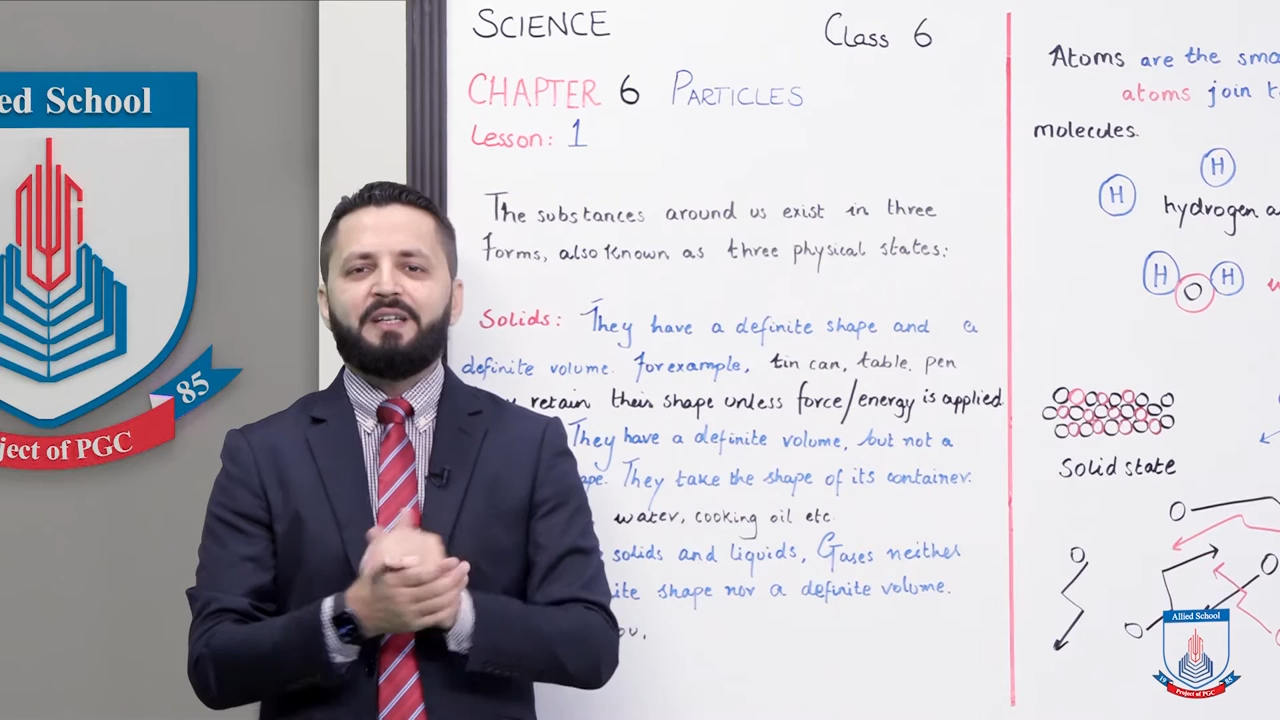 ed School
85
ject of PGC
SCIENCE
Class 6
CHAPTER 6 PARTICLES
Lesson: 1
The substances around us exist in three
forms, also known as three physical states:
Solids: They have a definite shape and a
definite volume. for example, tin can, table, pen
retain their shape unless force/energy is applied
They have a definite volume, but not a
ape. They take the shape of its container.
water, cooking oil etc
solids and liquids, Gases neither
ite shape nor a definite volume.
Atoms are the sma
atoms join t
molecules.
H
H
hydrogen a
H O H
Solid state
Allied School
19 85
Project of PGC